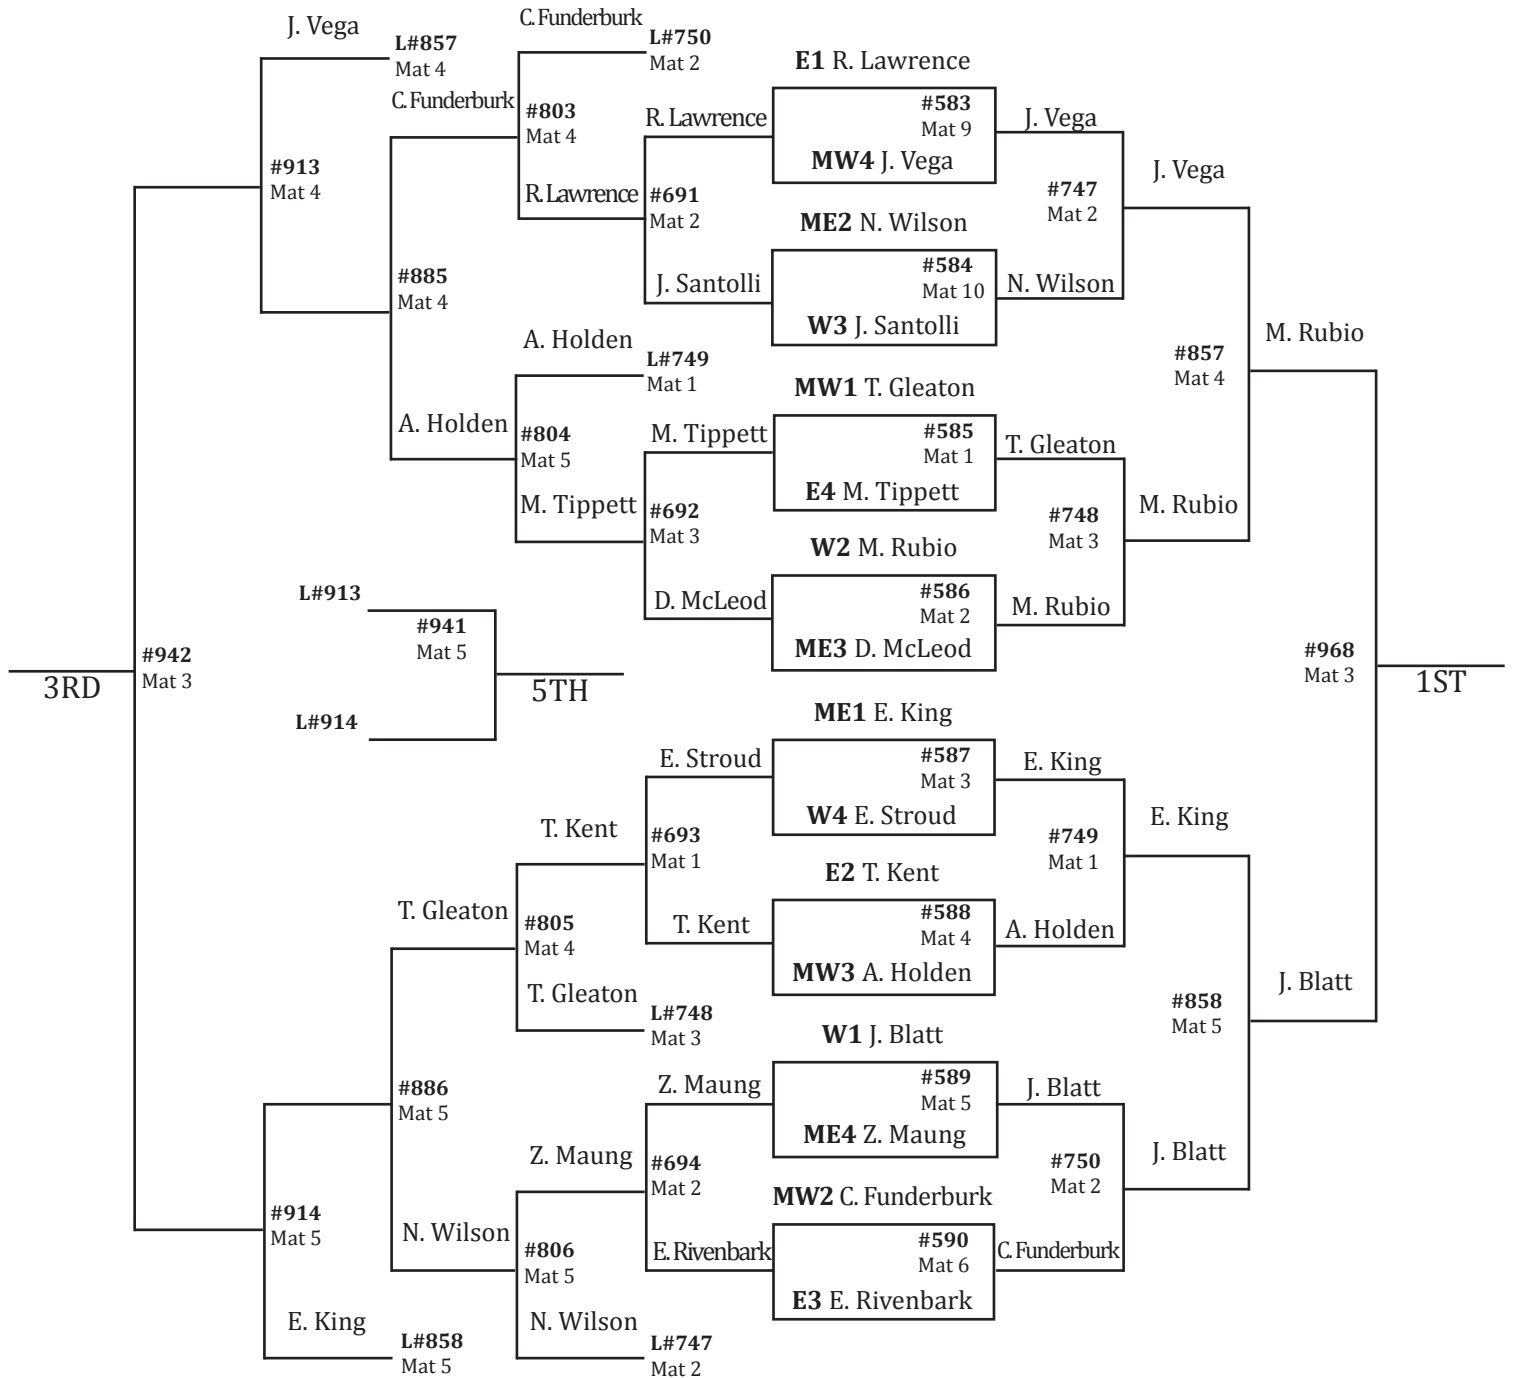 J. Vega
C. Funderburk
L#857
Mat 4
L#750
Mat 2
E1 R. Lawrence
C. Funderburk
#803
Mat 4
R. Lawrence
#583
Mat 9
J. Vega
MW4 J. Vega
#913
Mat 4
J. Vega
R. Lawrence
#691
Mat 2
#747
Mat 2
ME2 N. Wilson
#885
Mat 4
J. Santolli
#584
Mat 10
N. Wilson
W3 J. Santolli
A. Holden
L#749
Mat 1
M. Rubio
#857
Mat 4
MW1 T. Gleaton
A. Holden
#804
Mat 5
M. Tippett
#585
Mat 1
T. Gleaton
E4 M. Tippett
M. Tippett
#692
Mat 3
#748
Mat 3
M. Rubio
W2 M. Rubio
L#913
D. McLeod
#586
Mat 2
M. Rubio
#941
Mat 5
ME3 D. McLeod
#942
Mat 3
3RD
5TH
#968
Mat 3
1ST
L#914
ME1 E. King
E. Stroud
#587
Mat 3
E. King
W4 E. Stroud
T. Kent
#693
Mat 1
#749
Mat 1
E. King
E2 T. Kent
T. Gleaton
#805
Mat 4
T. Kent
#588
Mat 4
A. Holden
MW3 A. Holden
T. Gleaton
L#748
Mat 3
#858
Mat 5
J. Blatt
W1 J. Blatt
#886
Mat 5
Z. Maung
#589
Mat 5
J. Blatt
ME4 Z. Maung
Z. Maung
#694
Mat 2
#750
Mat 2
J. Blatt
MW2 C. Funderburk
#914
Mat 5
N. Wilson
#806
Mat 5
E. Rivenbark
#590
Mat 6
C. Funderburk
E3 E. Rivenbark
E. King
L#858
Mat 5
N. Wilson
L#747
Mat 2